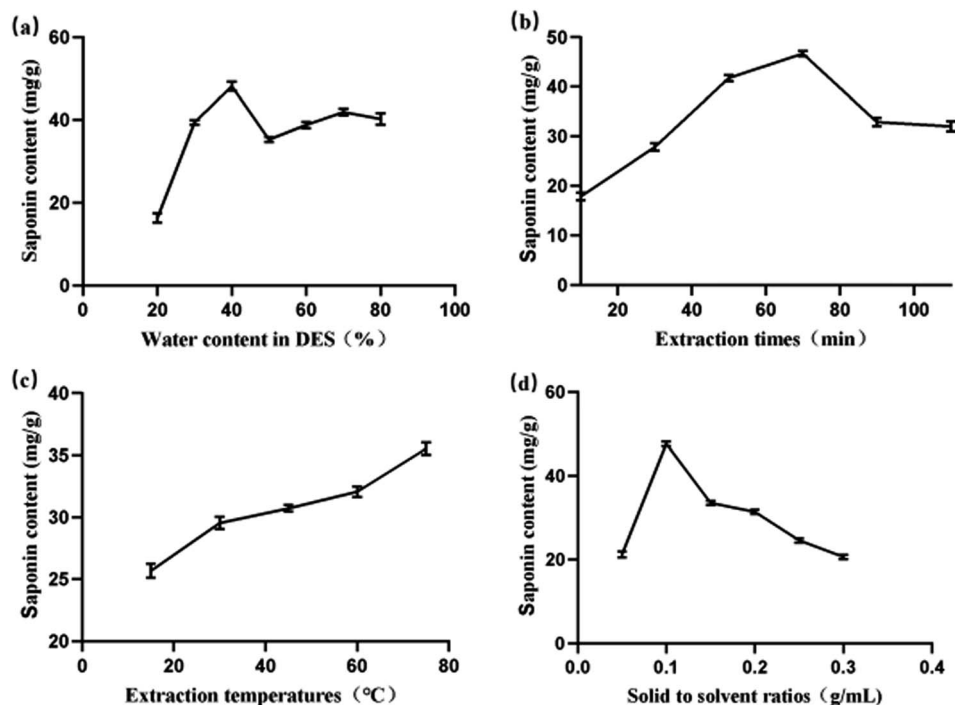 (a)
Saponin content (mg/g)
60
40
20
0
0 20 40 60 80 100
Water content in DES（%）
(b)
Saponin content (mg/g)
50
40
30
20
10
0
20 40 60 80 100
Extraction times（min）
(c)
Saponin content (mg/g)
40
35
30
25
20
0 20 40 60 80
Extraction temperatures（°C）
(d)
Saponin content (mg/g)
60
40
20
0
0.0 0.1 0.2 0.3 0.4
Solid to solvent ratios（g/mL）